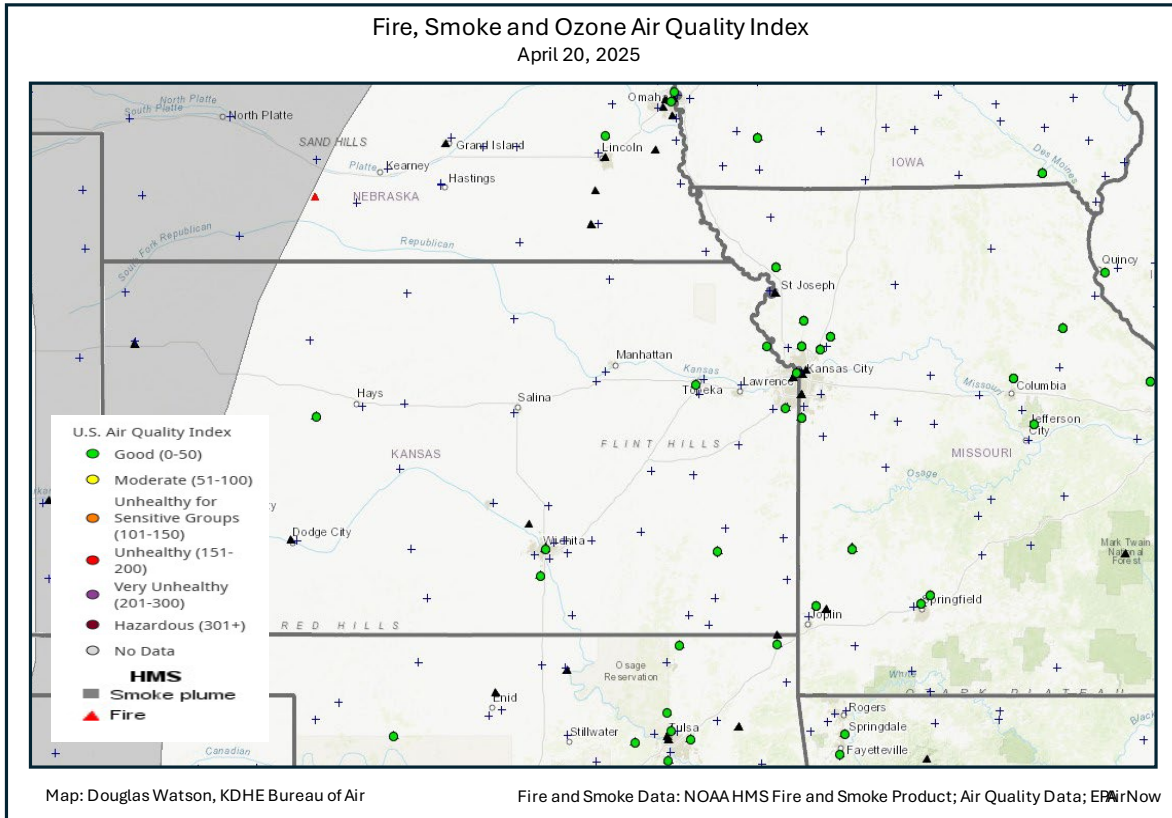 Fire, Smoke and Ozone Air Quality Index
April 20, 2025
Omaha
North Platte
South Platte
North Platte
SAND HILLS
Grand Island
Lincoln
IOWA
Des Moines
Platte
Kearney
Hastings
NEBRASKA
South Fork Republican
Republican
Quincy
St Joseph
Manhattan
Kansas
Kansas City
Lawrence
Topeka
Missouri
Columbia
Hays
Salina
Jefferson
City
FLINT HILLS
KANSAS
MISSOURI
Osage
U.S. Air Quality Index
Good (0-50)
Moderate (51-100)
Unhealthy for
Sensitive Groups
(101-150)
Unhealthy (151-
200)
Very Unhealthy
(201-300)
Hazardous (301+)
No Data
HMS
Smoke plume
Fire
Dodge City
Wichita
Mark Twain
National
Forest
Springfield
Joplin
RED HILLS
Osage
Reservation
White
OZARK PLATEAU
Enid
Rogers
Stillwater
Tulsa
Springdale
Black
Canadian
Fayetteville
Map: Douglas Watson, KDHE Bureau of Air
Fire and Smoke Data: NOAA HMS Fire and Smoke Product; Air Quality Data; EPA AirNow